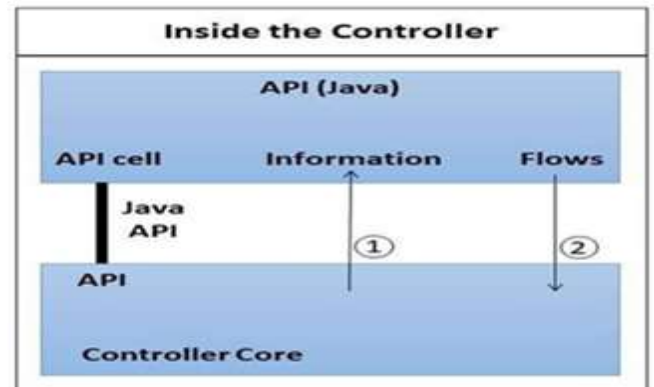 Inside the Controller
API (Java)
API cell Information Flows
Java
API
1 2
API
Controller Core